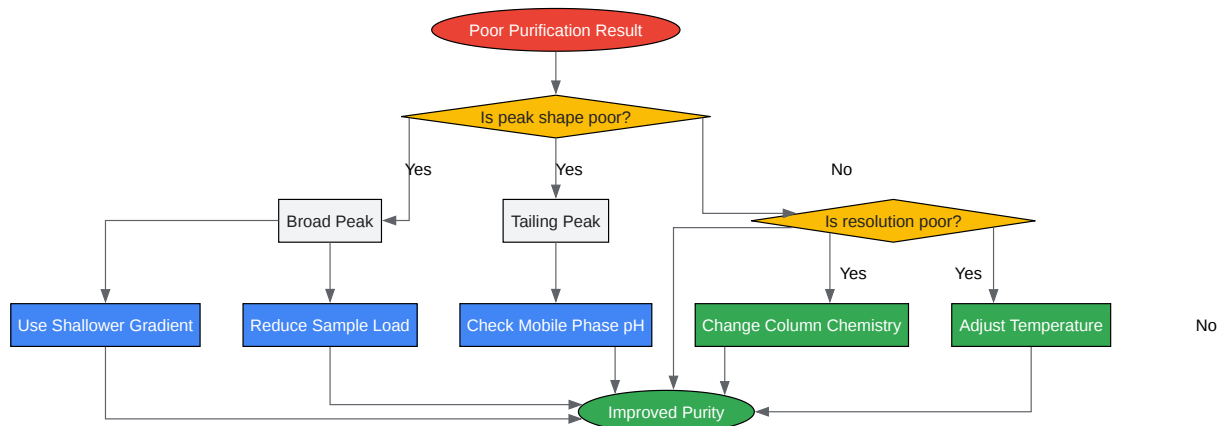 Poor Purification Result
Is peak shape poor?
Yes
Yes
No
Broad Peak
Tailing Peak
Is resolution poor?
Yes
Yes
Use Shallower Gradient
Reduce Sample Load
Check Mobile Phase pH
Change Column Chemistry
Adjust Temperature
No
Improved Purity